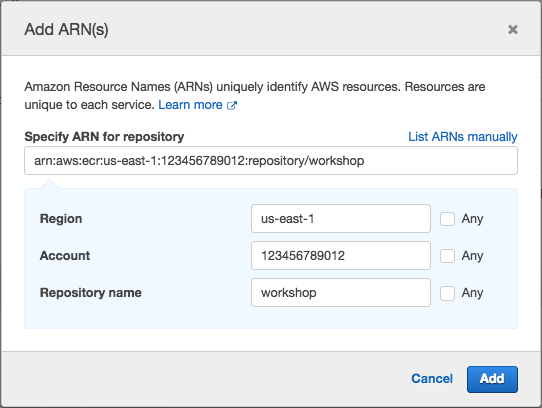 Add ARN(s)
Amazon Resource Names (ARNs) uniquely identify AWS resources. Resources are
unique to each service. Learn more
Specify ARN for repository List ARNs manually
arn:aws:ecr:us-east-1:123456789012:repository/workshop
Region us-east-1 Any
Account 123456789012 Any
Repository name workshop Any
Cancel Add